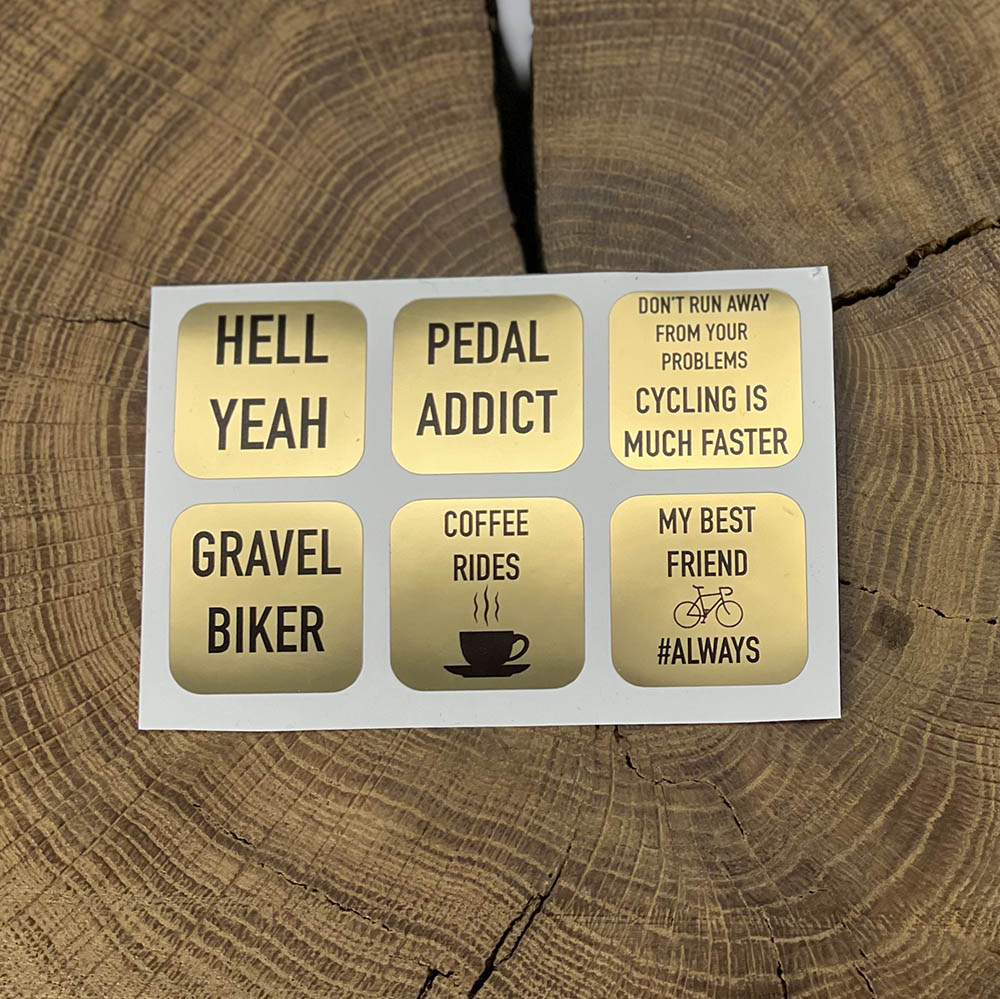 HELL
YEAH
PEDAL
ADDICT
DON'T RUN AWAY
FROM YOUR
PROBLEMS
CYCLING IS
MUCH FASTER
GRAVEL
BIKER
COFFEE
RIDES
MY BEST
FRIEND
#ALWAYS